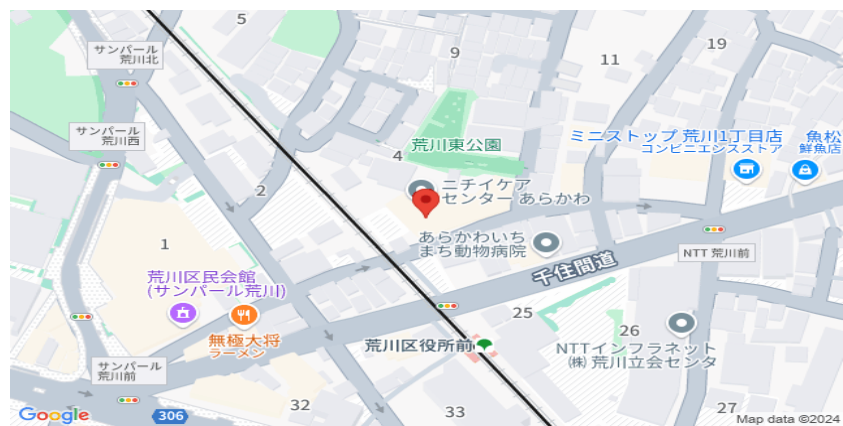 5
サンパール
荒川北
9
11
19
サンパール
荒川西
荒川東公園
ミニストップ 荒川1丁目店
コンビニエンスストア
魚松
鮮魚店
4
2
ニチイケア
センター あらかわ
1
あらかわいち
まち動物病院
千住間道
NTT 荒川前
荒川区民会館
(サンパール荒川)
無極大将
ラーメン
荒川区役所前
25
26
NTTインフラネット
㈱ 荒川立会センタ
サンパール
荒川前
306
32
33
27
Google
Map data ©2024